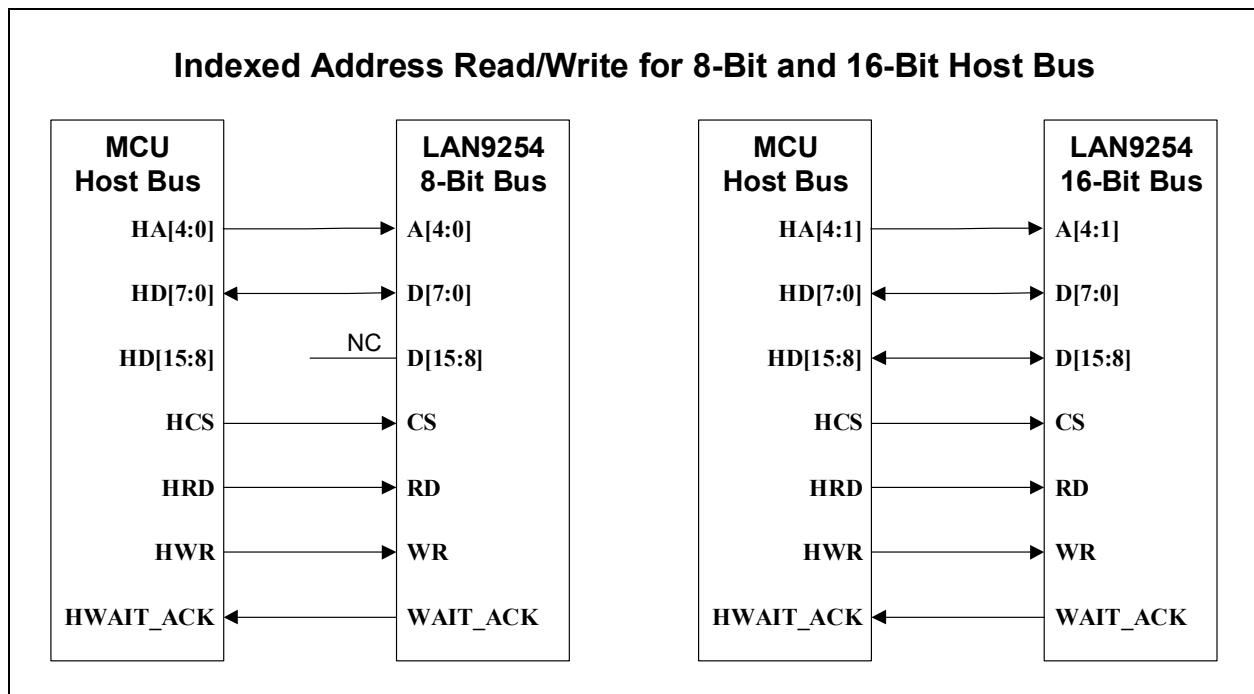 Indexed Address Read/Write for 8-Bit and 16-Bit Host Bus
MCU
Host Bus
HA[4:0]
HD[7:0]
HD[15:8]
HCS
HRD
HWR
HWAIT_ACK
NC
LAN9254
8-Bit Bus
A[4:0]
D[7:0]
D[15:8]
CS
RD
WR
WAIT_ACK
MCU
Host Bus
HA[4:1]
HD[7:0]
HD[15:8]
HCS
HRD
HWR
HWAIT_ACK
LAN9254
16-Bit Bus
A[4:1]
D[7:0]
D[15:8]
CS
RD
WR
WAIT_ACK